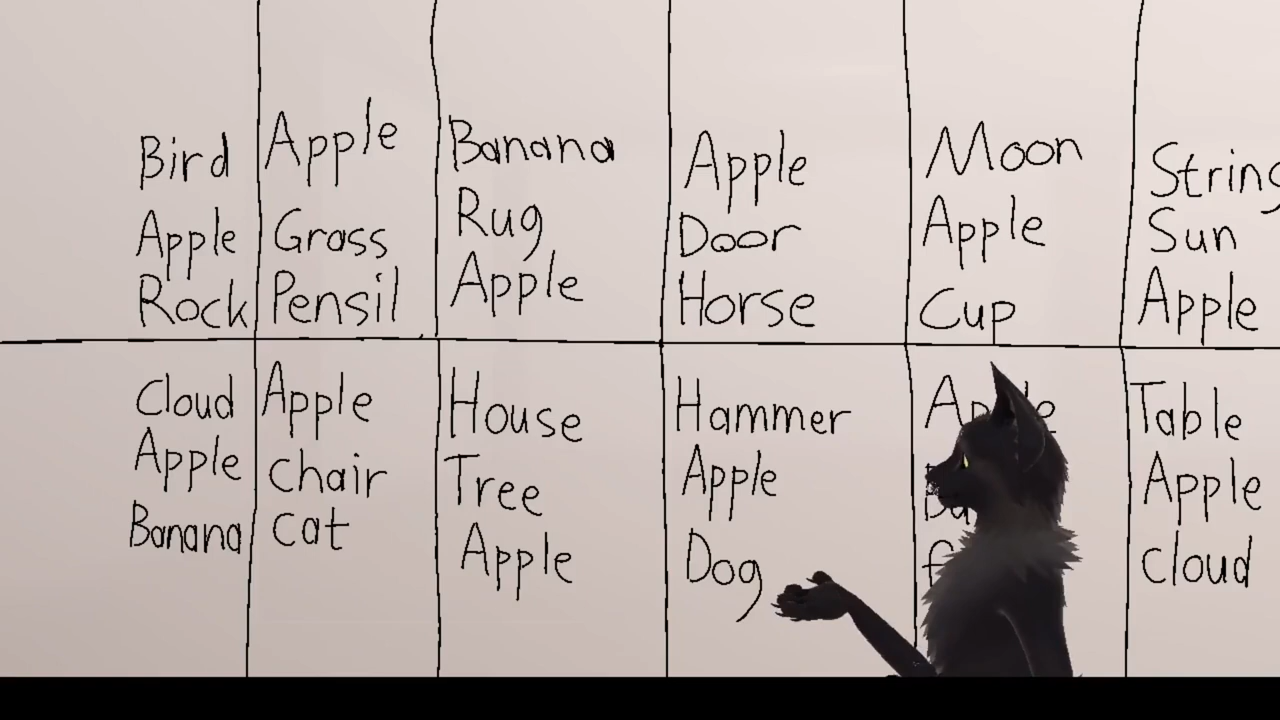 Bird
Apple
Rock
Apple
Grass
Pensil
Banana
Rug
Apple
Apple
Door
Horse
Moon
Apple
Cup
String
Sun
Apple
Cloud
Apple
Banana
Apple
Chair
Cat
House
Tree
Apple
Hammer
Apple
Dog
Apple
Table
Apple
Cloud